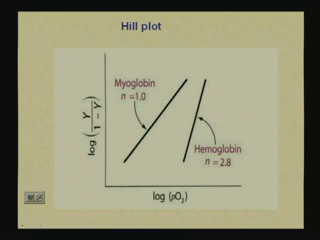 Hill plot
Myoglobin
n =1.0
log ( Y / 1 − Y )
Hemoglobin
n = 2.8
log (pO₂)